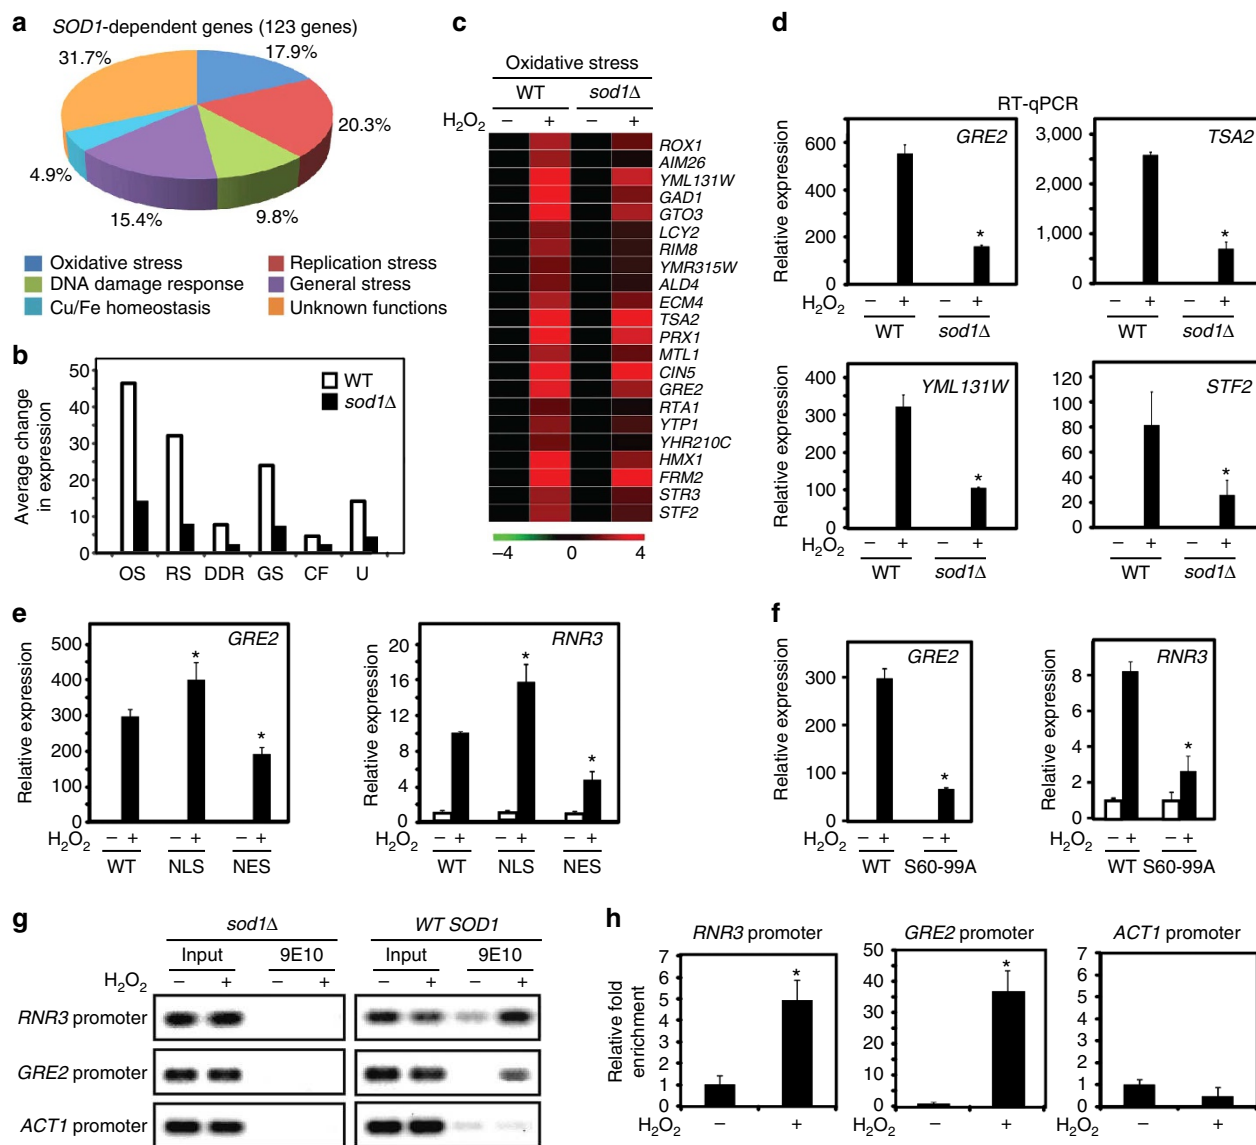 a
SOD1-dependent genes (123 genes)
31.7%
17.9%
20.3%
4.9%
15.4%
9.8%
Oxidative stress
Replication stress
DNA damage response
General stress
Cu/Fe homeostasis
Unknown functions
b
Average change
in expression
50
40
30
20
10
0
WT
sod1Δ
OS RS DDR GS CF U
c
Oxidative stress
WT sod1Δ
H2O2 − + − +
ROX1
AIM26
YML131W
GAD1
GTO3
LCY2
RIM8
YMR315W
ALD4
ECM4
TSA2
PRX1
MTL1
CIN5
GRE2
RTA1
YTP1
YHR210C
HMX1
FRM2
STR3
STF2
−4 0 4
d
RT-qPCR
Relative expression
600
400
200
0
GRE2
*
H2O2 − + − +
WT sod1Δ
3,000
2,000
1,000
0
TSA2
*
− + − +
WT sod1Δ
Relative expression
400
300
200
100
0
YML131W
*
H2O2 − + − +
WT sod1Δ
120
100
80
60
40
20
0
STF2
*
− + − +
WT sod1Δ
e
Relative expression
500
400
300
200
100
0
GRE2
* *
H2O2 − + − + − +
WT NLS NES
Relative expression
20
16
12
8
4
0
RNR3
* *
H2O2 − + − + − +
WT NLS NES
f
Relative expression
300
200
100
0
GRE2
*
H2O2 − + − +
WT S60-99A
Relative expression
8
6
4
2
0
RNR3
*
H2O2 − + − +
WT S60-99A
g
sod1Δ WT SOD1
Input 9E10 Input 9E10
H2O2 − + − + − + − +
RNR3 promoter
GRE2 promoter
ACT1 promoter
h
Relative fold
enrichment
RNR3 promoter
7
6
5
4
3
2
1
0
*
H2O2 − +
GRE2 promoter
50
40
30
20
10
0
*
H2O2 − +
ACT1 promoter
7
6
5
4
3
2
1
0
H2O2 − +